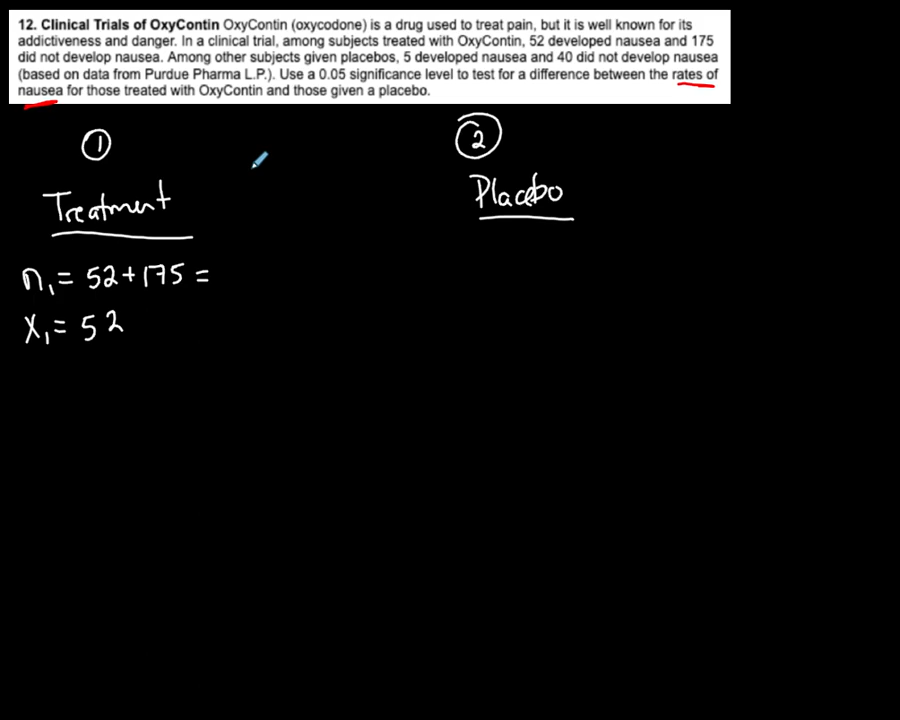 12. Clinical Trials of OxyContin OxyContin (oxycodone) is a drug used to treat pain, but it is well known for its
addictiveness and danger. In a clinical trial, among subjects treated with OxyContin, 52 developed nausea and 175
did not develop nausea. Among other subjects given placebos, 5 developed nausea and 40 did not develop nausea
(based on data from Purdue Pharma L.P.). Use a 0.05 significance level to test for a difference between the rates of
nausea for those treated with OxyContin and those given a placebo.
① ②
Treatment Placebo
n₁ = 52+175 =
x₁ = 52